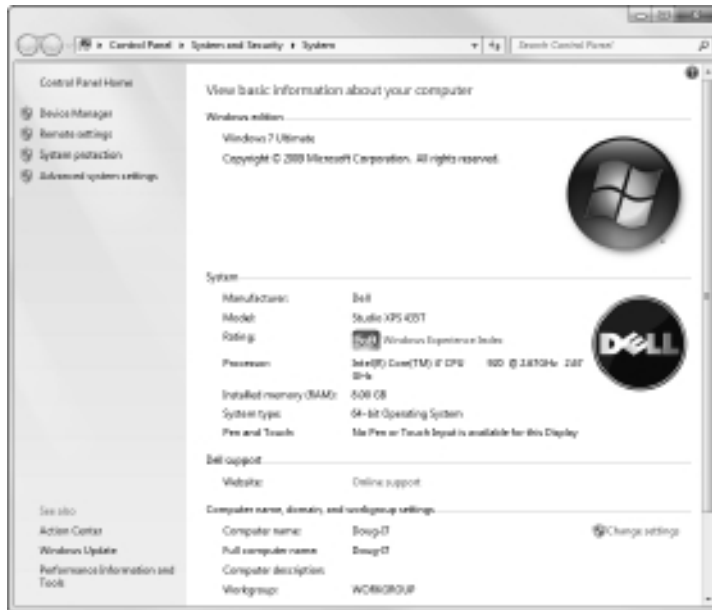 Control Panel ▸ System and Security ▸ System
Search Control Panel
Control Panel Home
Device Manager
Remote settings
System protection
Advanced system settings
View basic information about your computer
Windows edition
Windows 7 Ultimate
Copyright © 2009 Microsoft Corporation. All rights reserved.
System
Manufacturer: Dell
Model: Studio XPS
Rating: Windows Experience Index
Processor: Intel(R) Core(TM) i7 CPU 920 @ 2.67GHz 2.67
GHz
Installed memory (RAM): 8.00 GB
System type: 64-bit Operating System
Pen and Touch: No Pen or Touch Input is available for this Display
DELL
Dell support
Website: Online support
Computer name, domain, and workgroup settings
Computer name: Doug-I7
Change settings
Full computer name: Doug-I7
Computer description:
Workgroup: WORKGROUP
See also
Action Center
Windows Update
Performance Information and
Tools